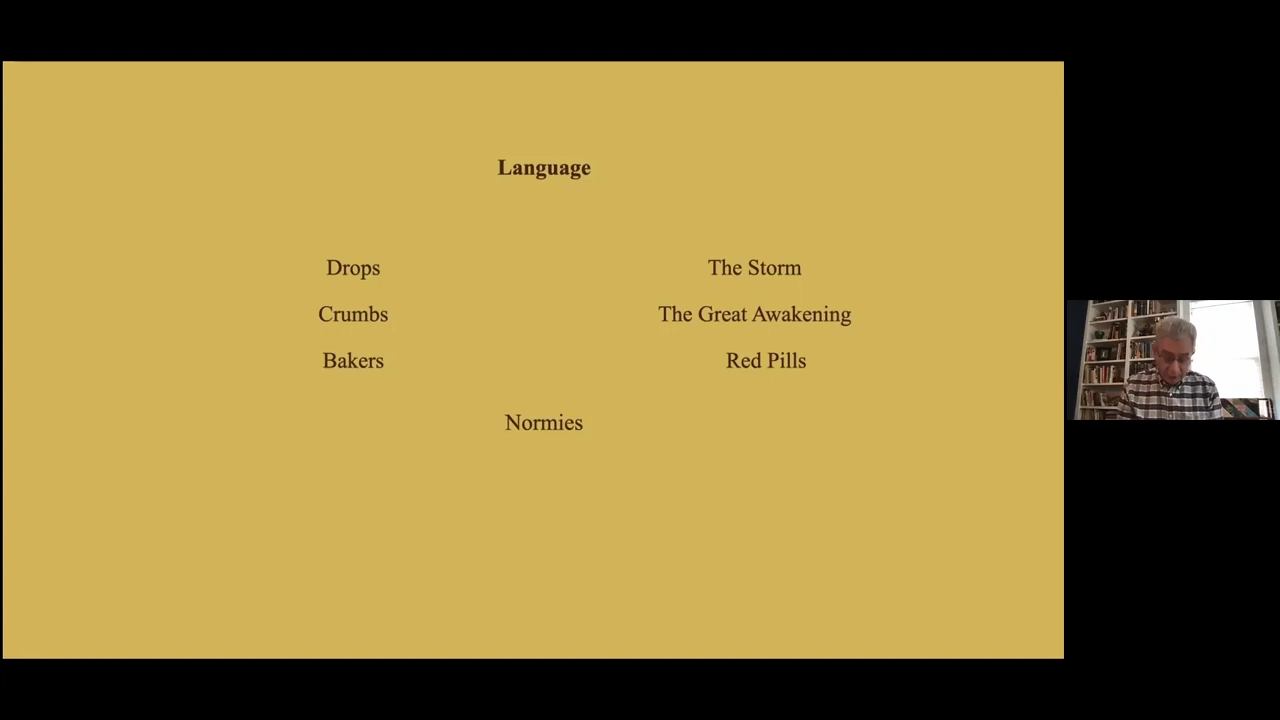 Language
Drops
The Storm
Crumbs
The Great Awakening
Bakers
Red Pills
Normies